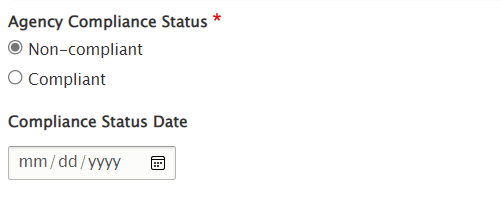 Agency Compliance Status *
Non-compliant
Compliant
Compliance Status Date
mm/dd/yyyy